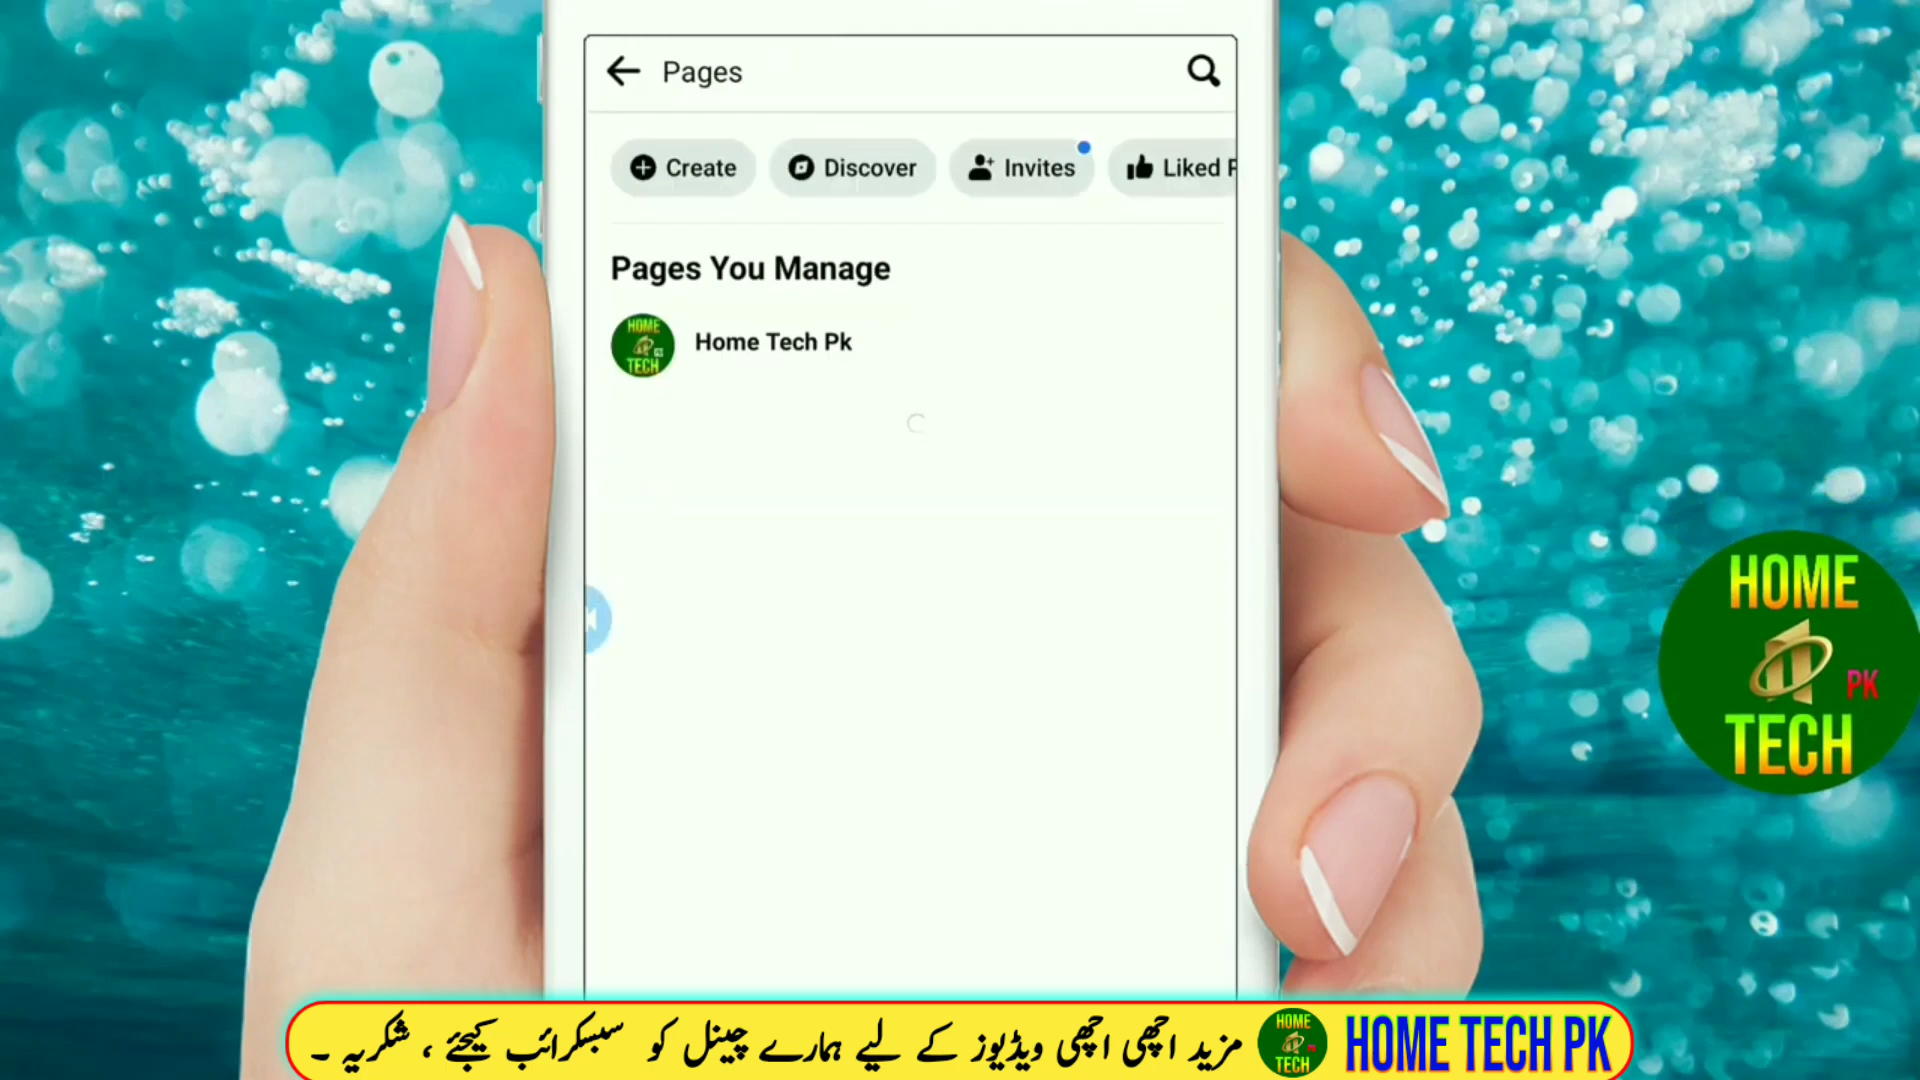 Pages
Create
Discover
Invites
Liked P
Pages You Manage
HOME
TECH
Home Tech Pk
HOME
PK
TECH
مزید اچھی اچھی ویڈیوز کے لیے ہمارے چینل کو سبسکرائب کیجئے ، شکریہ ۔
HOME
TECH
HOME TECH PK